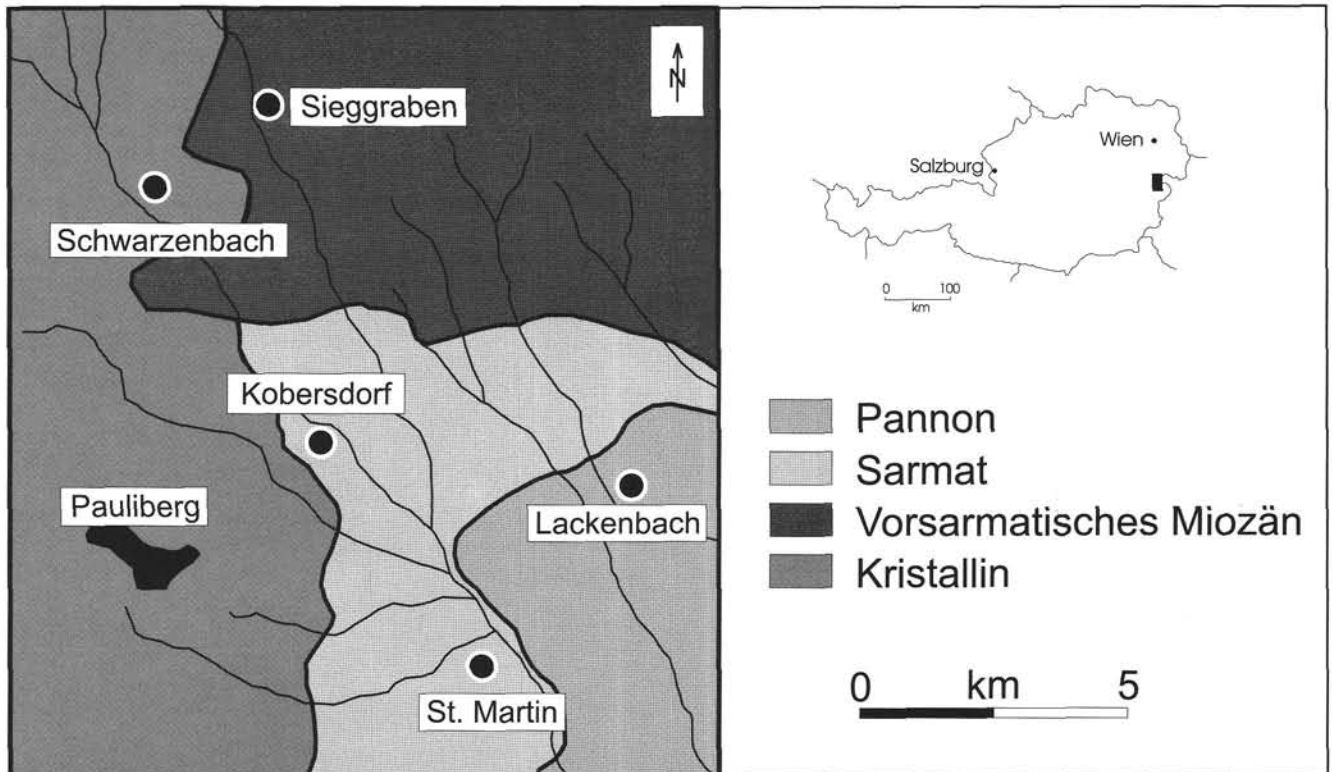 N
Sieggraben
Schwarzenbach
Kobersdorf
Pauliberg
Lackenbach
St. Martin
Wien
Salzburg
0 100
km
Pannon
Sarmat
Vorsarmatisches Miozän
Kristallin
0 km 5